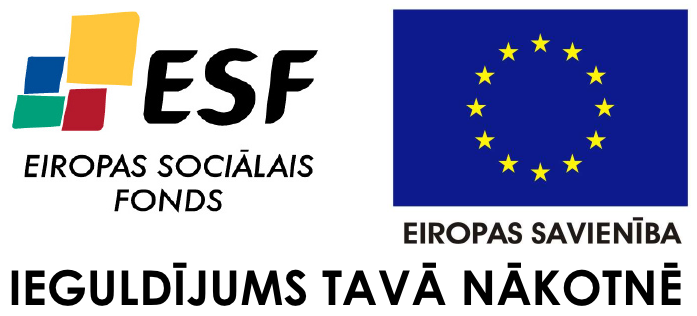 ESF
EIROPAS SOCIĀLAIS
FONDS
EIROPAS SAVIENĪBA
IEGULDĪJUMS TAVĀ NĀKOTNĒ